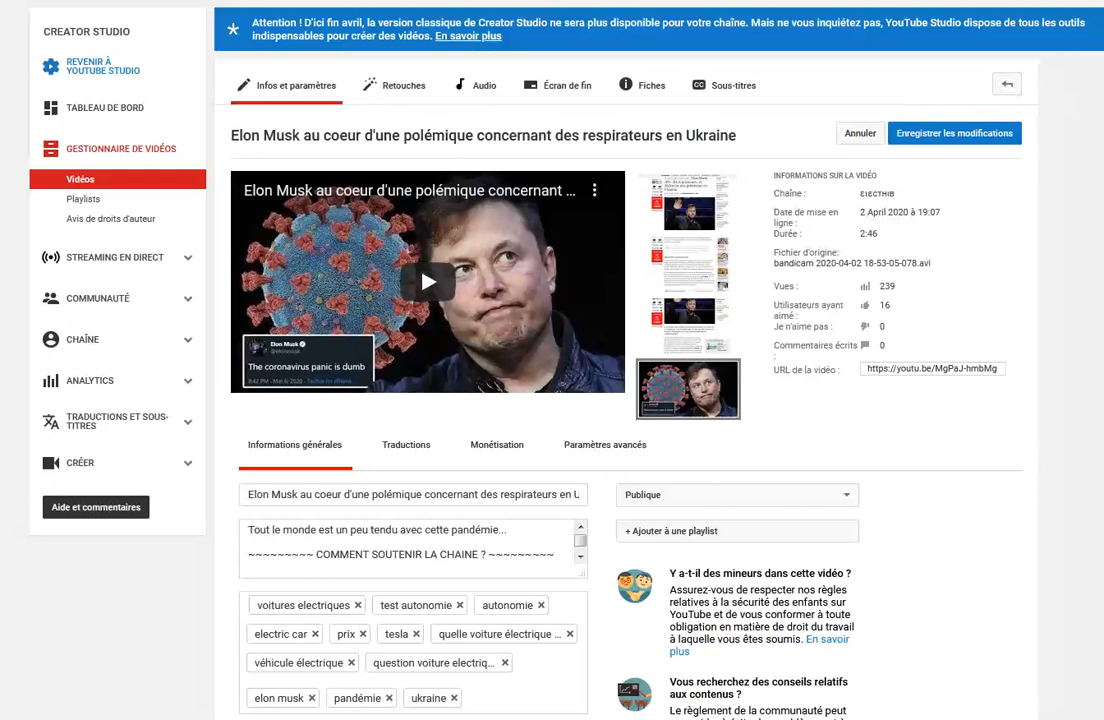 CREATOR STUDIO
REVENIR À
YOUTUBE STUDIO
TABLEAU DE BORD
GESTIONNAIRE DE VIDÉOS
Vidéos
Playlists
Avis de droits d'auteur
STREAMING EN DIRECT
COMMUNAUTÉ
CHAÎNE
ANALYTICS
TRADUCTIONS ET SOUS-
TITRES
CRÉER
Aide et commentaires
Attention ! D'ici fin avril, la version classique de Creator Studio ne sera plus disponible pour votre chaîne. Mais ne vous inquiétez pas, YouTube Studio dispose de tous les outils
indispensables pour créer des vidéos. En savoir plus
Infos et paramètres
Retouches
Audio
Écran de fin
Fiches
CC Sous-titres
Elon Musk au coeur d'une polémique concernant des respirateurs en Ukraine
Annuler
Enregistrer les modifications
Elon Musk au coeur d'une polémique concernant ...
Elon Musk
@elonmusk
The coronavirus panic is dumb
INFORMATIONS SUR LA VIDÉO
Chaîne :
Date de mise en
ligne :
2 April 2020 à 19:07
Durée :
2:46
Fichier d'origine:
bandicam 2020-04-02 18-53-05-078.avi
Vues :
239
Utilisateurs ayant
aimé :
16
Je n'aime pas :
0
Commentaires écrits
:
0
URL de la vidéo :
https://youtu.be/MgPaJ-hmbMg
Informations générales
Traductions
Monétisation
Paramètres avancés
Elon Musk au coeur d'une polémique concernant des respirateurs en U
Tout le monde est un peu tendu avec cette pandémie...
~~~~~~~~~ COMMENT SOUTENIR LA CHAINE ? ~~~~~~~~~
voitures electriques ×
test autonomie ×
autonomie ×
electric car ×
prix ×
tesla ×
quelle voiture électrique ... ×
véhicule électrique ×
question voiture electriq... ×
elon musk ×
pandémie ×
ukraine ×
Publique
+ Ajouter à une playlist
Y a-t-il des mineurs dans cette vidéo ?
Assurez-vous de respecter nos règles
relatives à la sécurité des enfants sur
YouTube et de vous conformer à toute
obligation en matière de droit du travail
à laquelle vous êtes soumis. En savoir
plus
Vous recherchez des conseils relatifs
aux contenus ?
Le règlement de la communauté peut